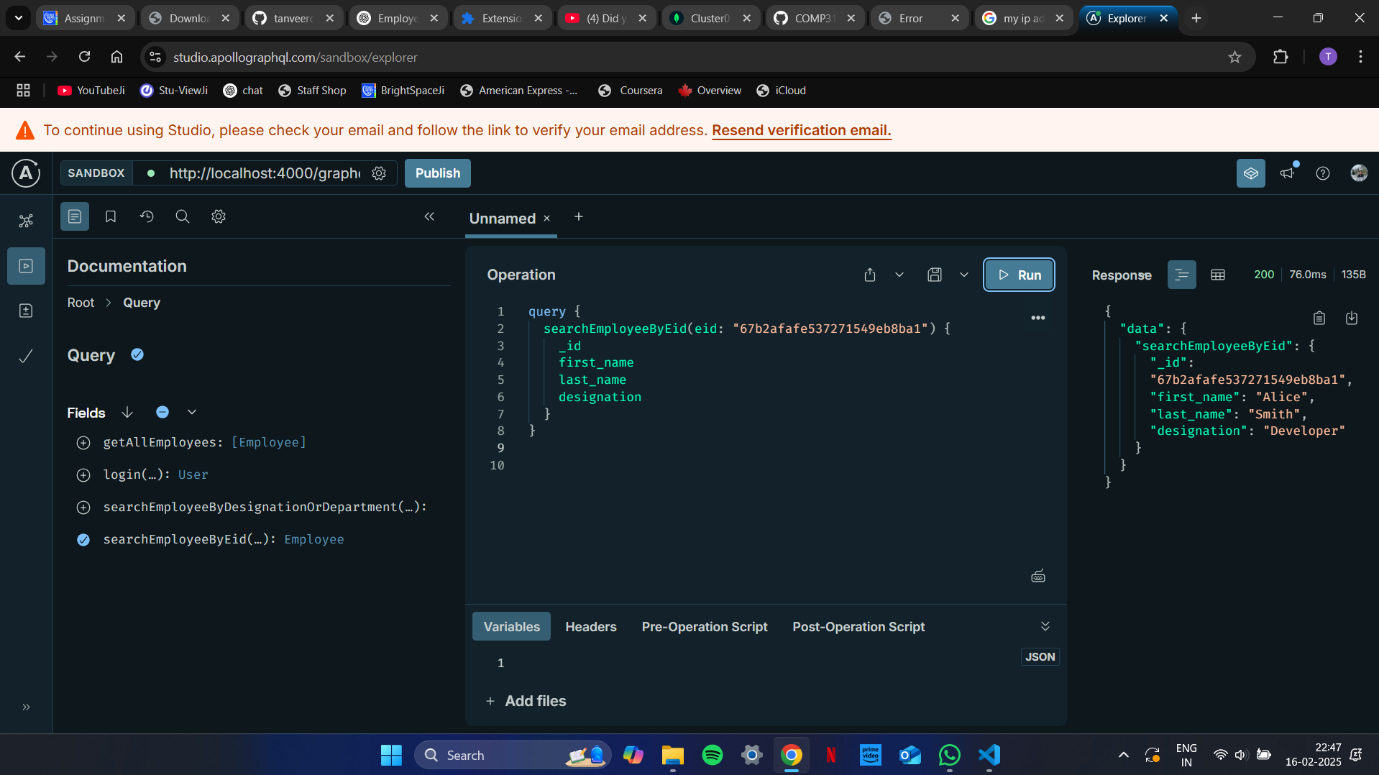 Assignm
Downloa
tanveerc
Employe
Extensio
(4) Did y
Cluster0
COMP31
Error
my ip ad
Explorer
studio.apollographql.com/sandbox/explorer
T
YouTubeJi
Stu-ViewJi
chat
Staff Shop
BrightSpaceJi
American Express -...
Coursera
Overview
iCloud
To continue using Studio, please check your email and follow the link to verify your email address. Resend verification email.
SANDBOX
http://localhost:4000/graph
Publish
Unnamed
Documentation
Root > Query
Query
Fields
getAllEmployees: [Employee]
login(…): User
searchEmployeeByDesignationOrDepartment(…):
searchEmployeeByEid(…): Employee
Operation
Run
1 query {
2 searchEmployeeByEid(eid: "67b2afafe537271549eb8ba1") {
3 _id
4 first_name
5 last_name
6 designation
7 }
8 }
9
10
Variables Headers Pre-Operation Script Post-Operation Script
1
JSON
+ Add files
Response
200 76.0ms 135B
{
"data": {
"searchEmployeeByEid": {
"_id":
"67b2afafe537271549eb8ba1",
"first_name": "Alice",
"last_name": "Smith",
"designation": "Developer"
}
}
}
Search
ENG
IN
22:47
16-02-2025